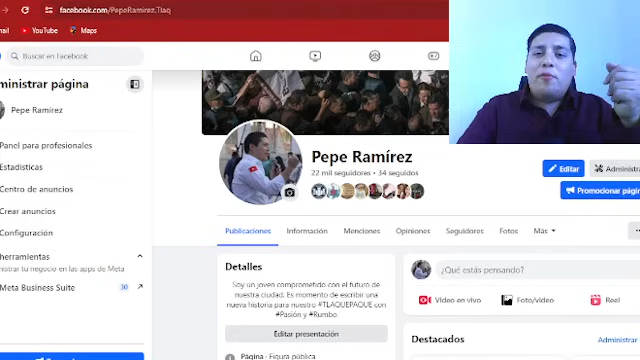 facebook.com/PepeRamirez.Tlaq
mail
YouTube
Maps
Buscar en facebook
ministrar página
Pepe Ramírez
Panel para profesionales
Estadísticas
Centro de anuncios
Crear anuncios
Configuración
herramientas
nistrar tu negocio en las apps de Meta
Meta Business Suite
30
Pepe Ramírez
22 mil seguidores • 34 seguidos
Editar
Administra
Promocionar págin
Publicaciones
Información
Menciones
Opiniones
Seguidores
Fotos
Más
Detalles
Soy un joven comprometido con el futuro de
nuestra ciudad. Es momento de escribir una
nueva historia para nuestro #TLAQUEPAQUE con
#Pasión y #Rumbo
Editar presentación
Página · Figura pública
¿Qué estás pensando?
Video en vivo
Foto/video
Reel
Destacados
Administrar